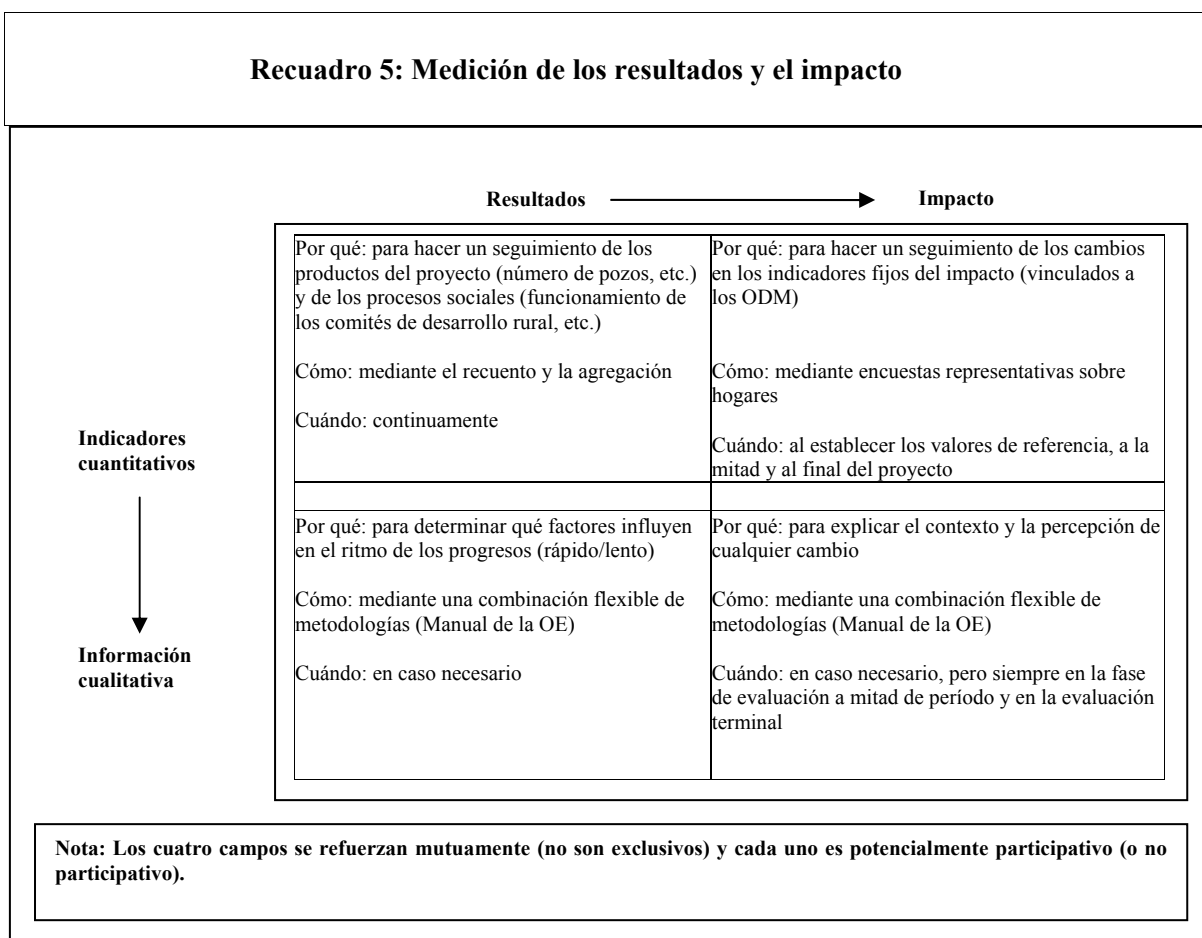 Recuadro 5: Medición de los resultados y el impacto
Resultados
Impacto
Indicadores
cuantitativos
Por qué: para hacer un seguimiento de los
productos del proyecto (número de pozos, etc.)
y de los procesos sociales (funcionamiento de
los comités de desarrollo rural, etc.)
Cómo: mediante el recuento y la agregación
Cuándo: continuamente
Por qué: para hacer un seguimiento de los cambios
en los indicadores fijos del impacto (vinculados a
los ODM)
Cómo: mediante encuestas representativas sobre
hogares
Cuándo: al establecer los valores de referencia, a la
mitad y al final del proyecto
Información
cualitativa
Por qué: para determinar qué factores influyen
en el ritmo de los progresos (rápido/lento)
Cómo: mediante una combinación flexible de
metodologías (Manual de la OE)
Cuándo: en caso necesario
Por qué: para explicar el contexto y la percepción de
cualquier cambio
Cómo: mediante una combinación flexible de
metodologías (Manual de la OE)
Cuándo: en caso necesario, pero siempre en la fase
de evaluación a mitad de período y en la evaluación
terminal
Nota: Los cuatro campos se refuerzan mutuamente (no son exclusivos) y cada uno es potencialmente participativo (o no
participativo).